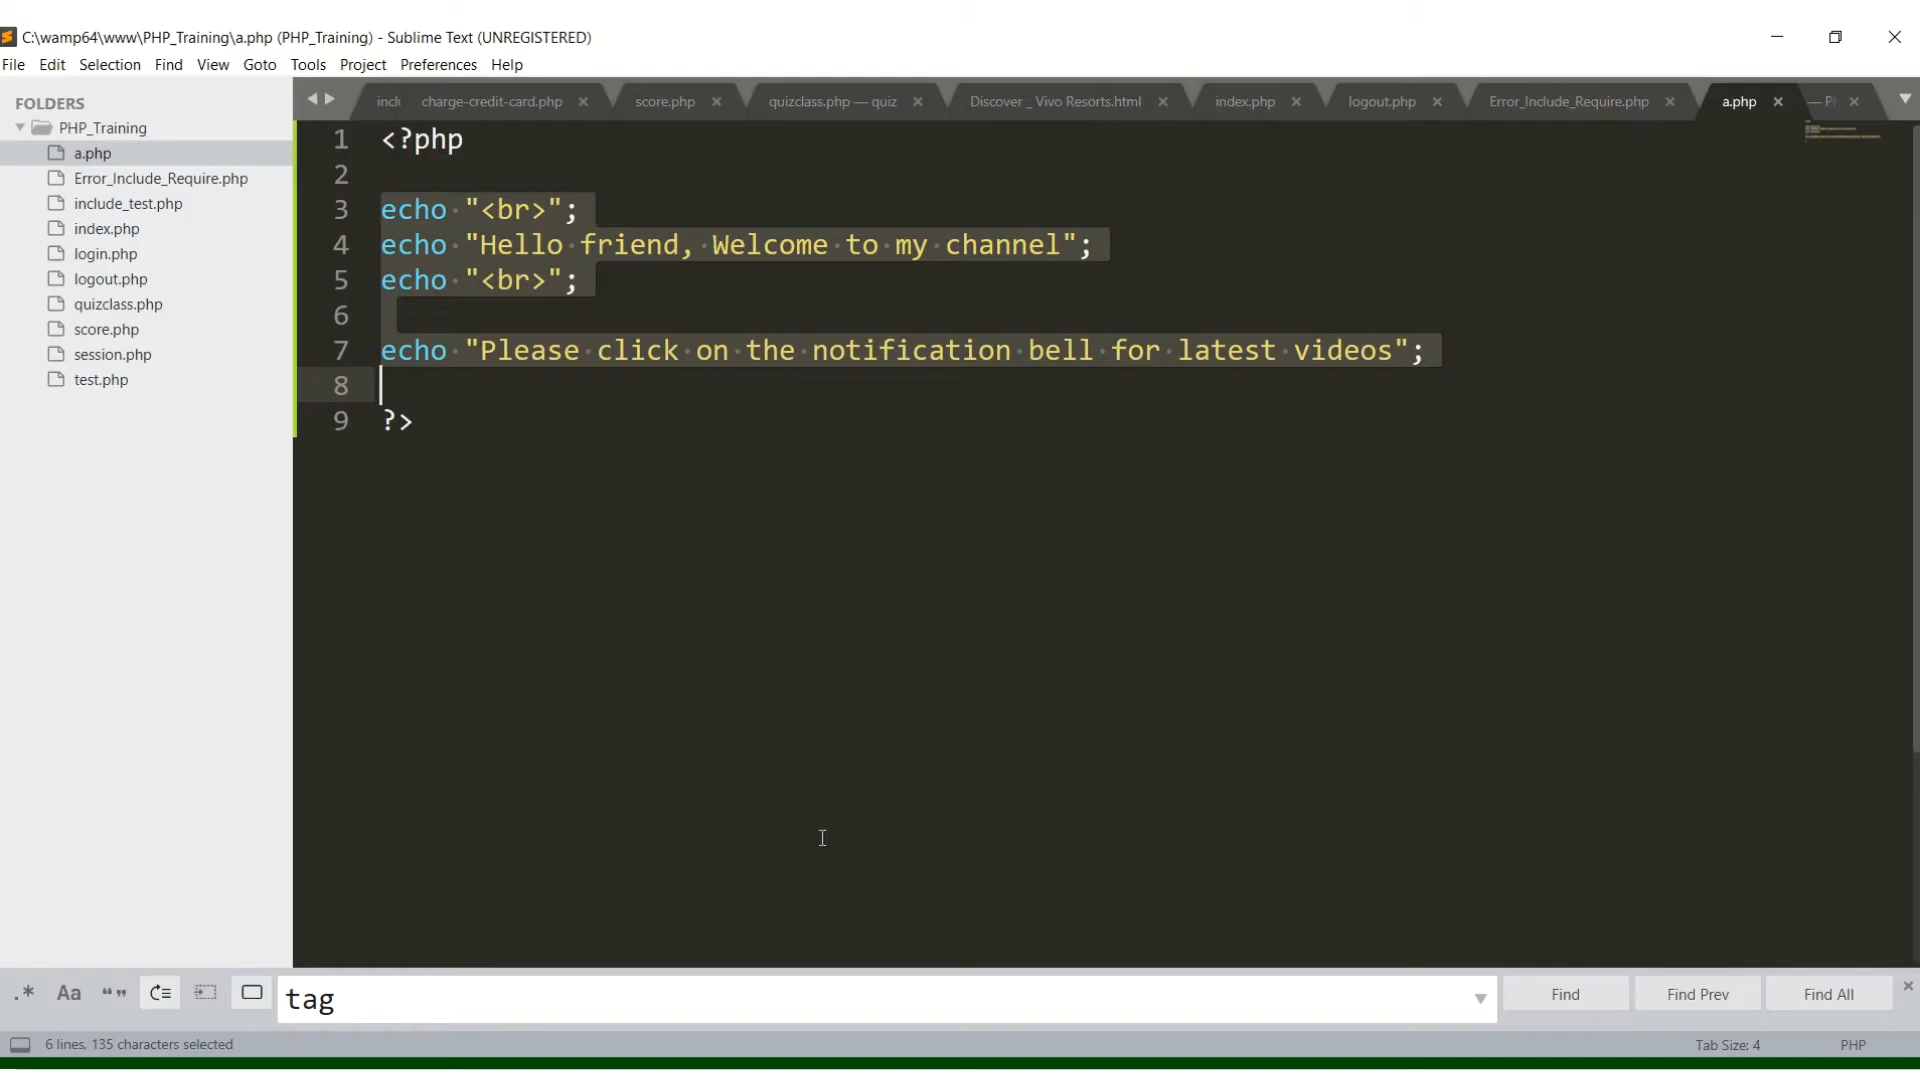 C:\wamp64\www\PHP_Training\a.php (PHP_Training) - Sublime Text (UNREGISTERED)
File Edit Selection Find View Goto Tools Project Preferences Help
FOLDERS
PHP_Training
a.php
Error_Include_Require.php
include_test.php
index.php
login.php
logout.php
quizclass.php
score.php
session.php
test.php
charge-credit-card.php score.php quizclass.php — quiz Discover _ Vivo Resorts.html index.php logout.php Error_Include_Require.php a.php
1 <?php
2
3 echo "<br>";
4 echo "Hello friend, Welcome to my channel";
5 echo "<br>";
6
7 echo "Please click on the notification bell for latest videos";
8
9 ?>
.* Aa “” tag Find Find Prev Find All
6 lines, 135 characters selected Tab Size: 4 PHP